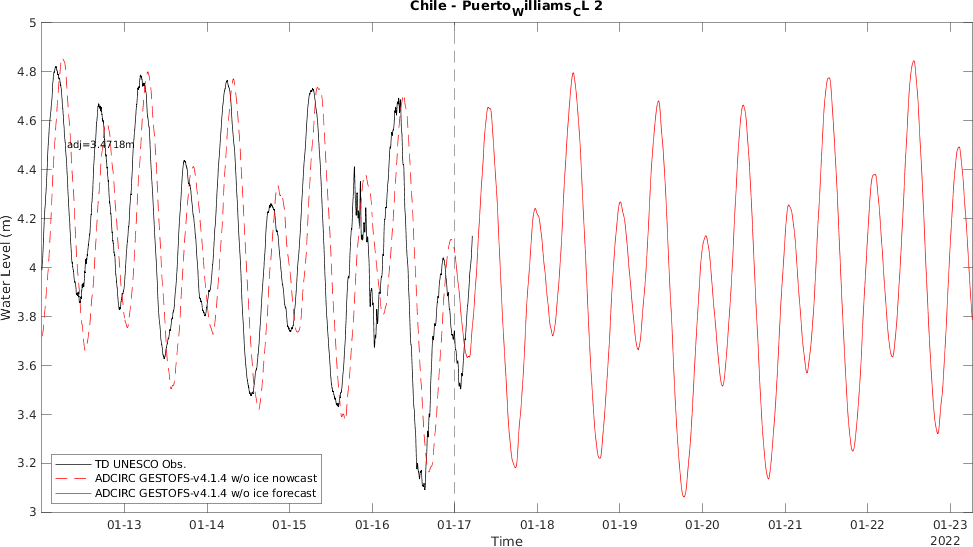 Chile - PuertoWilliamsCL 2
Water Level (m)
5
4.8
4.6
4.4
4.2
4
3.8
3.6
3.4
3.2
3
adj=3.4718m
TD UNESCO Obs.
ADCIRC GESTOFS-v4.1.4 w/o ice nowcast
ADCIRC GESTOFS-v4.1.4 w/o ice forecast
01-13 01-14 01-15 01-16 01-17 01-18 01-19 01-20 01-21 01-22 01-23
Time 2022